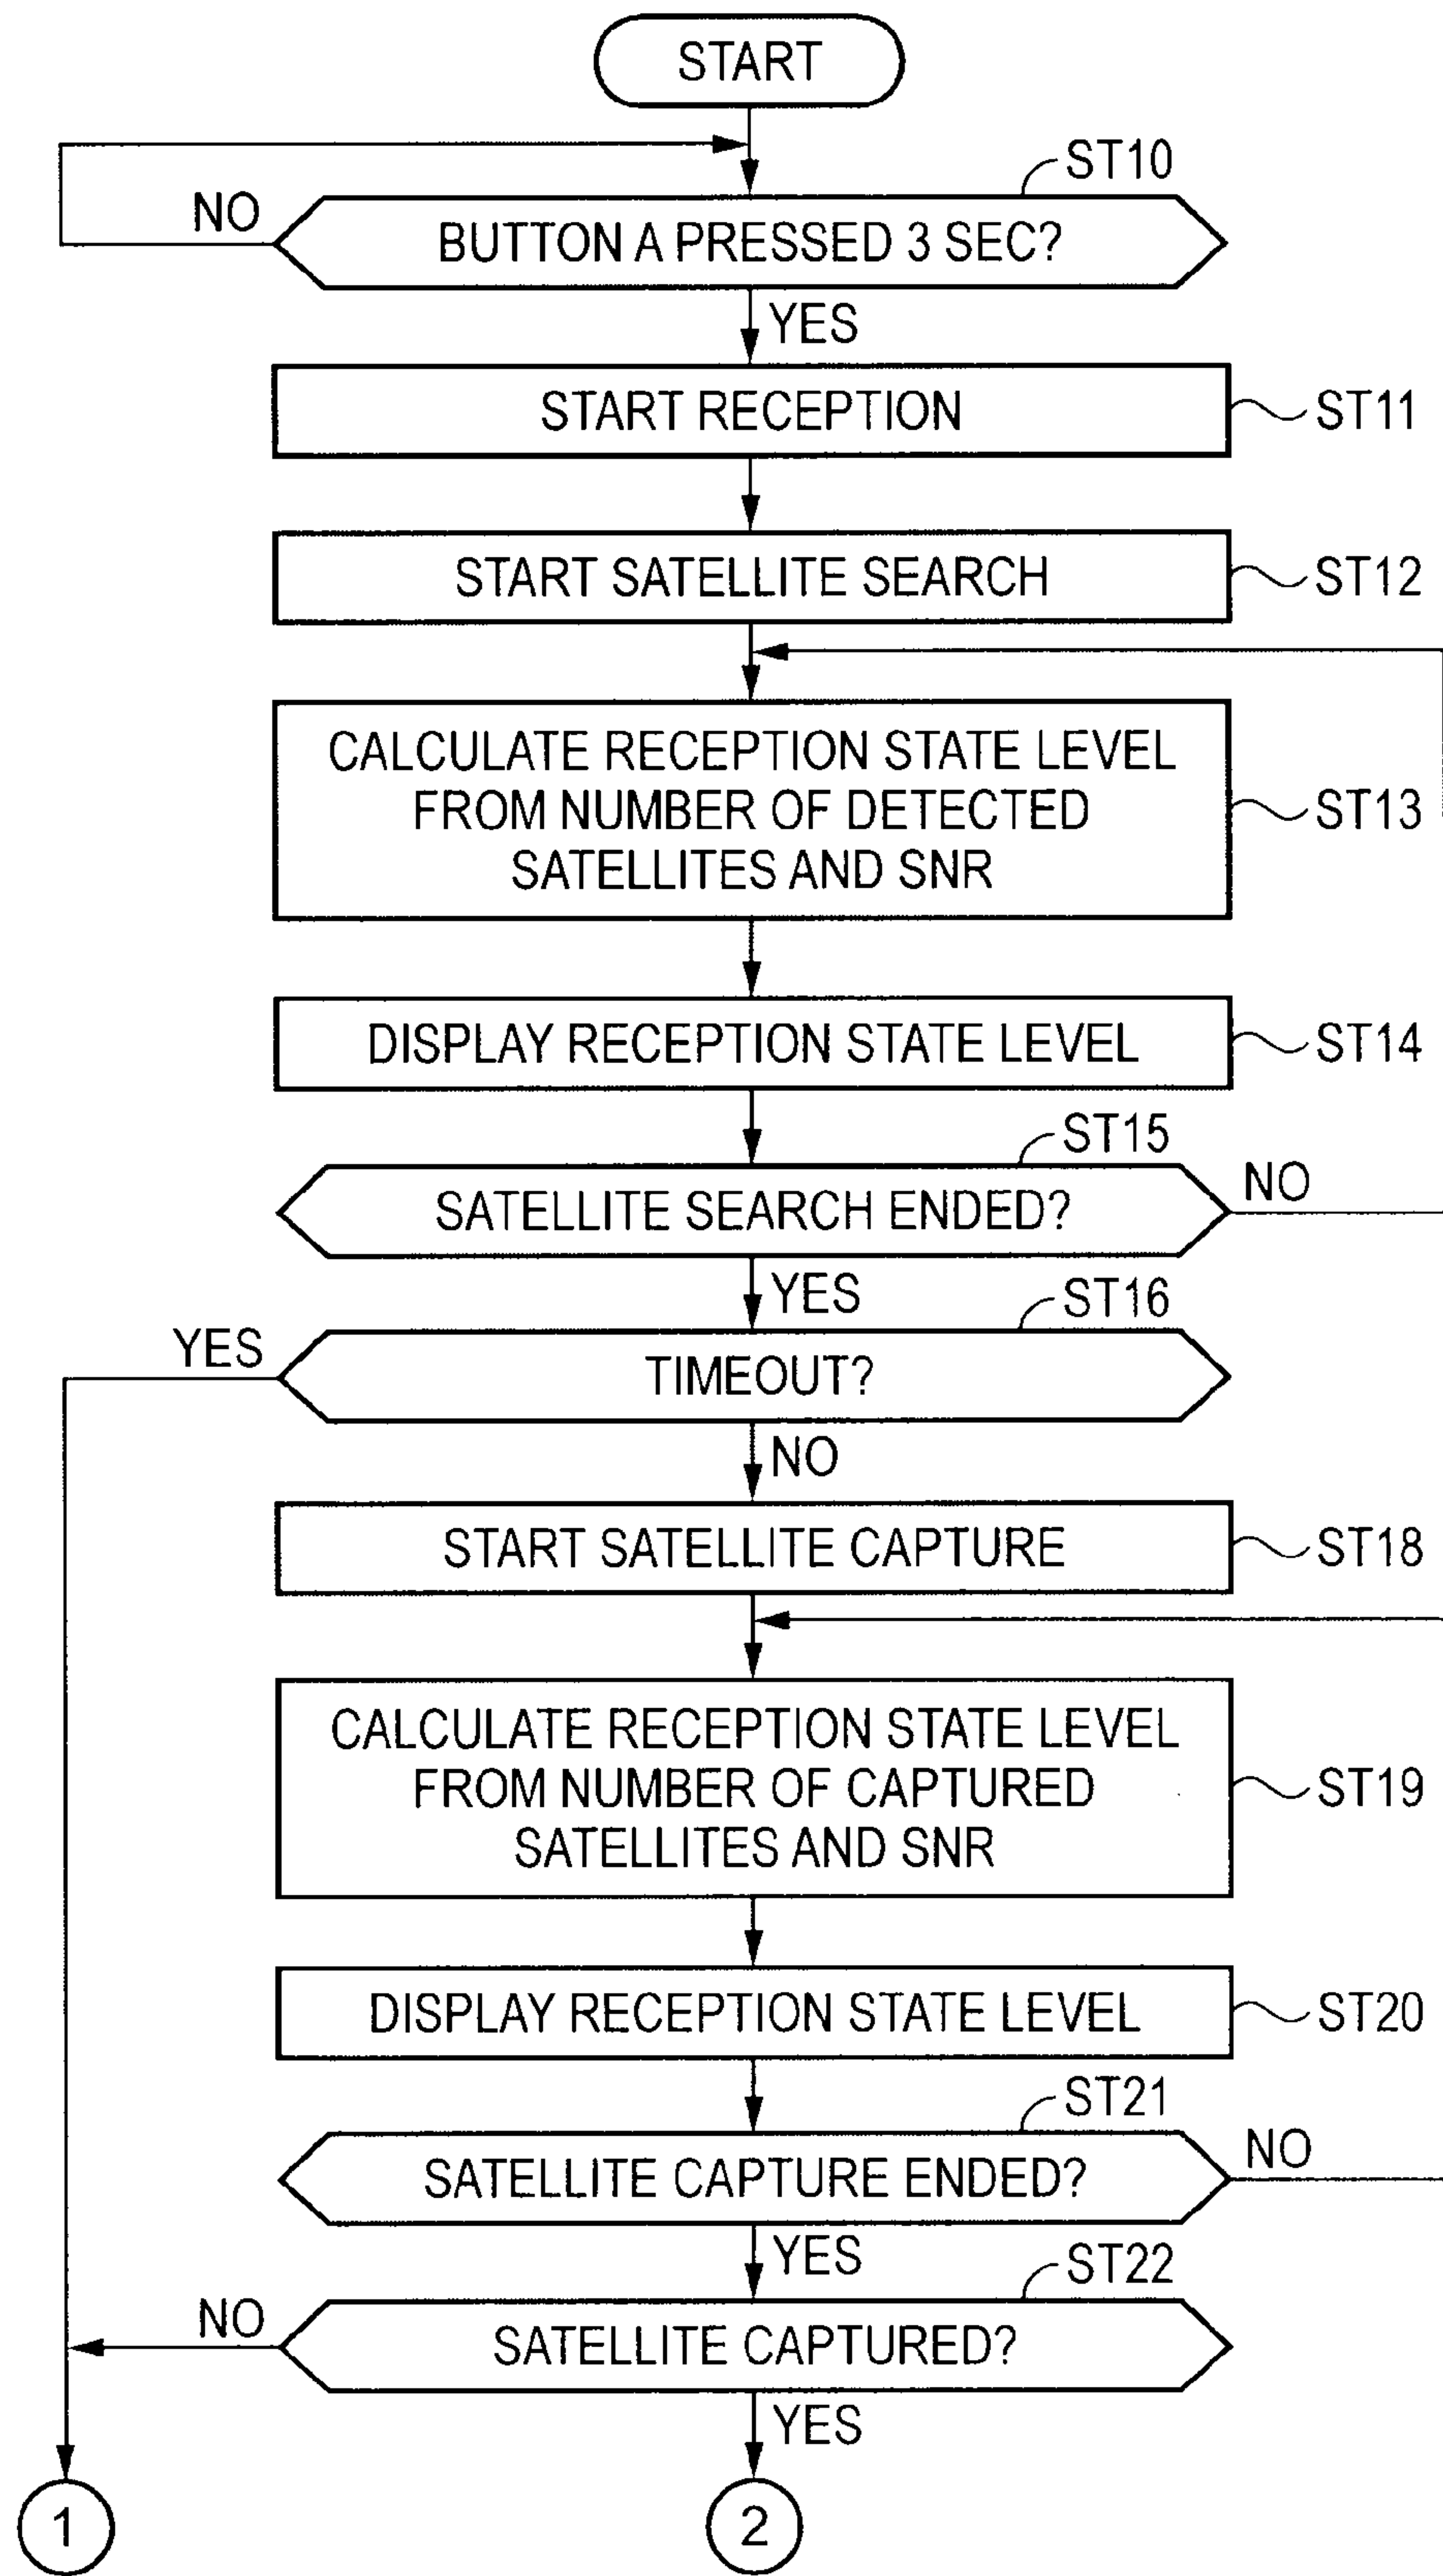 START
ST10
NO
BUTTON A PRESSED 3 SEC?
YES
START RECEPTION
ST11
START SATELLITE SEARCH
ST12
CALCULATE RECEPTION STATE LEVEL
FROM NUMBER OF DETECTED
SATELLITES AND SNR
ST13
DISPLAY RECEPTION STATE LEVEL
ST14
ST15
SATELLITE SEARCH ENDED?
NO
YES
ST16
YES
TIMEOUT?
NO
START SATELLITE CAPTURE
ST18
CALCULATE RECEPTION STATE LEVEL
FROM NUMBER OF CAPTURED
SATELLITES AND SNR
ST19
DISPLAY RECEPTION STATE LEVEL
ST20
ST21
SATELLITE CAPTURE ENDED?
NO
YES
ST22
NO
SATELLITE CAPTURED?
YES
1
2